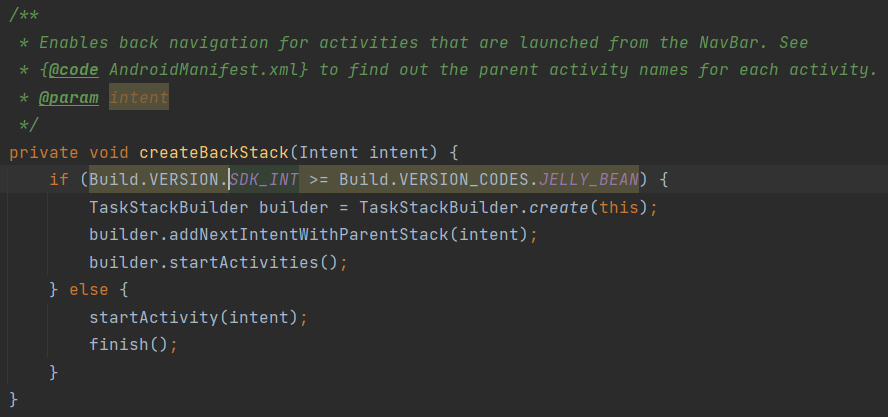 /**
 * Enables back navigation for activities that are launched from the NavBar. See
 * {@code AndroidManifest.xml} to find out the parent activity names for each activity.
 * @param intent
 */
private void createBackStack(Intent intent) {
    if (Build.VERSION.SDK_INT >= Build.VERSION_CODES.JELLY_BEAN) {
        TaskStackBuilder builder = TaskStackBuilder.create(this);
        builder.addNextIntentWithParentStack(intent);
        builder.startActivities();
    } else {
        startActivity(intent);
        finish();
    }
}